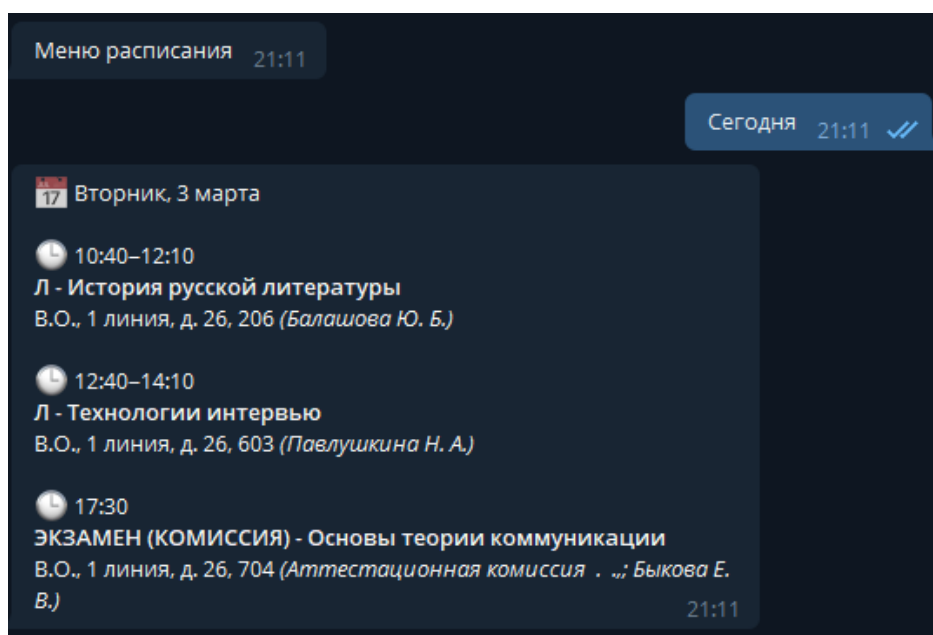 Меню расписания 21:11
Сегодня 21:11
17 Вторник, 3 марта
10:40–12:10
Л - История русской литературы
В.О., 1 линия, д. 26, 206 (Балашова Ю. Б.)
12:40–14:10
Л - Технологии интервью
В.О., 1 линия, д. 26, 603 (Павлушкина Н. А.)
17:30
ЭКЗАМЕН (КОМИССИЯ) - Основы теории коммуникации
В.О., 1 линия, д. 26, 704 (Аттестационная комиссия . .,; Быкова Е.
В.) 21:11